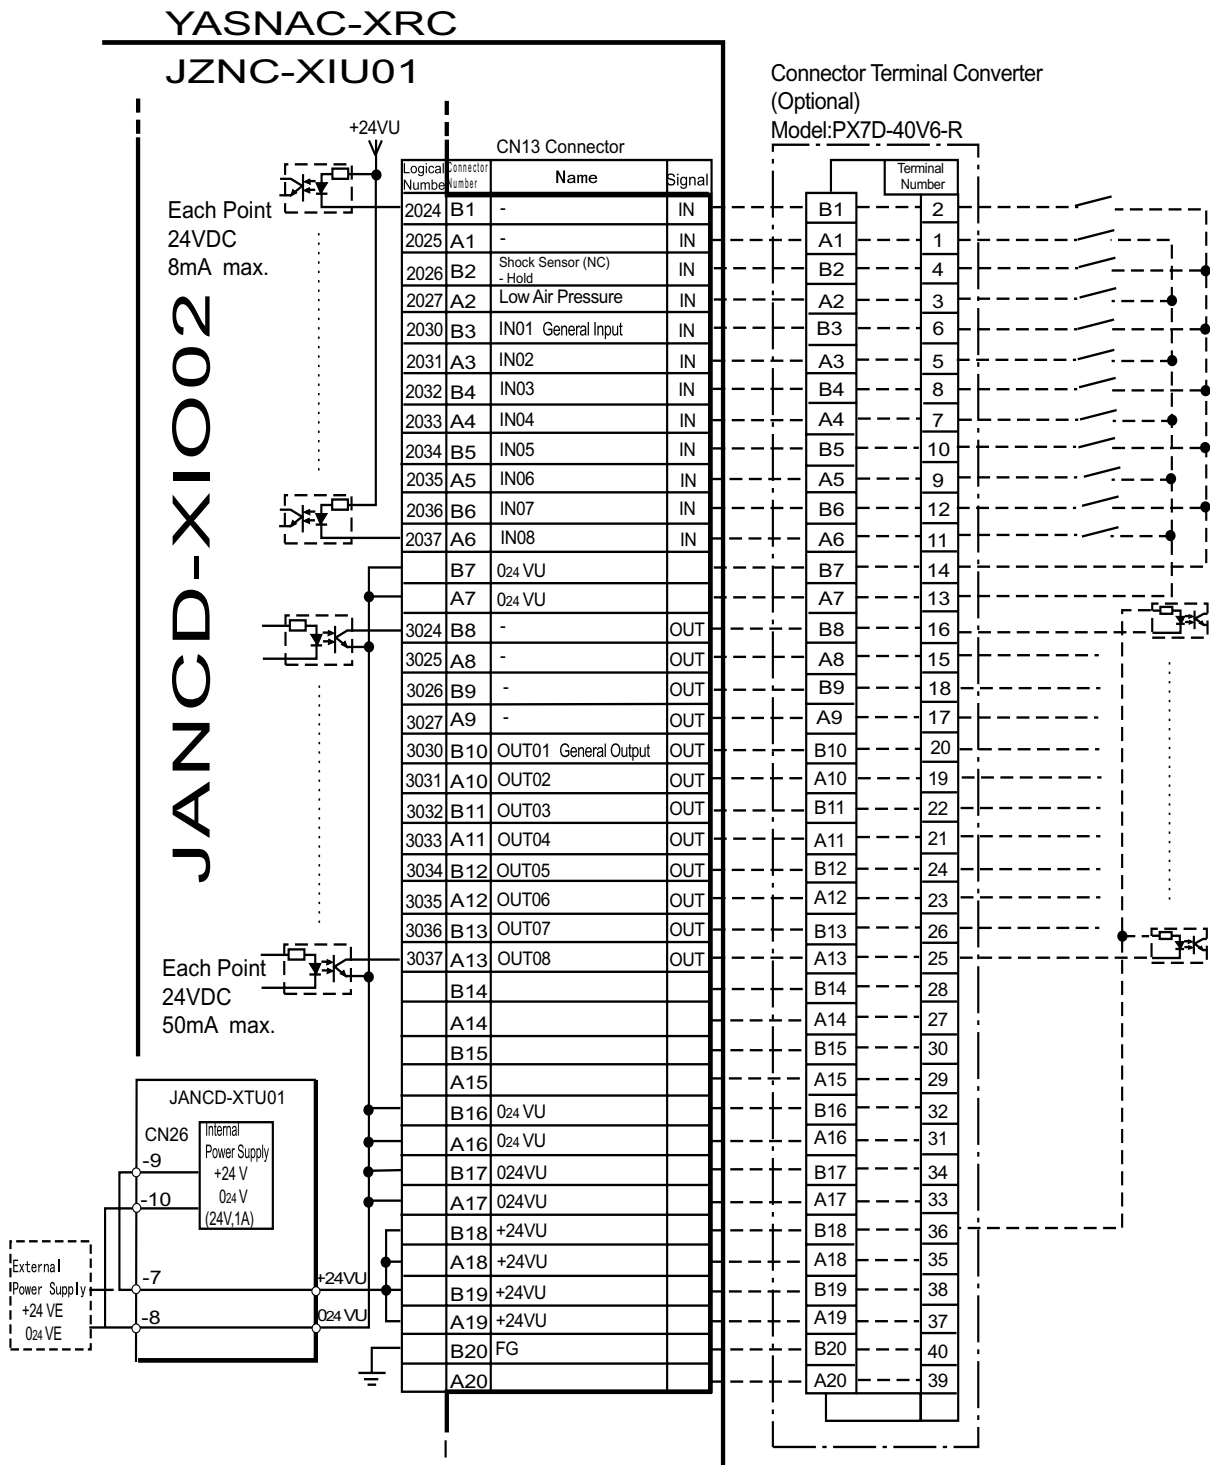 YASNAC-XRC
JZNC-XIU01
Connector Terminal Converter
(Optional)
Model:PX7D-40V6-R
+24VU
CN13 Connector
Logical Numbe Connector Number Name Signal
Terminal Number
Each Point
24VDC
8mA max.
JANCD-XIO02
2024 B1 - IN B1 2
2025 A1 - IN A1 1
2026 B2 Shock Sensor (NC) - Hold IN B2 4
2027 A2 Low Air Pressure IN A2 3
2030 B3 IN01 General Input IN B3 6
2031 A3 IN02 IN A3 5
2032 B4 IN03 IN B4 8
2033 A4 IN04 IN A4 7
2034 B5 IN05 IN B5 10
2035 A5 IN06 IN A5 9
2036 B6 IN07 IN B6 12
2037 A6 IN08 IN A6 11
B7 024 VU B7 14
A7 024 VU A7 13
3024 B8 - OUT B8 16
3025 A8 - OUT A8 15
3026 B9 - OUT B9 18
3027 A9 - OUT A9 17
3030 B10 OUT01 General Output OUT B10 20
3031 A10 OUT02 OUT A10 19
3032 B11 OUT03 OUT B11 22
3033 A11 OUT04 OUT A11 21
3034 B12 OUT05 OUT B12 24
3035 A12 OUT06 OUT A12 23
3036 B13 OUT07 OUT B13 26
3037 A13 OUT08 OUT A13 25
Each Point
24VDC
50mA max.
B14 B14 28
A14 A14 27
B15 B15 30
A15 A15 29
B16 024 VU B16 32
A16 024 VU A16 31
B17 024VU B17 34
A17 024VU A17 33
B18 +24VU B18 36
A18 +24VU A18 35
B19 +24VU B19 38
A19 +24VU A19 37
B20 FG B20 40
A20 A20 39
JANCD-XTU01
CN26
Internal
Power Supply
+24 V
024 V
(24V,1A)
-9
-10
-7
-8
+24VU
024 VU
External
Power Supply
+24 VE
024 VE